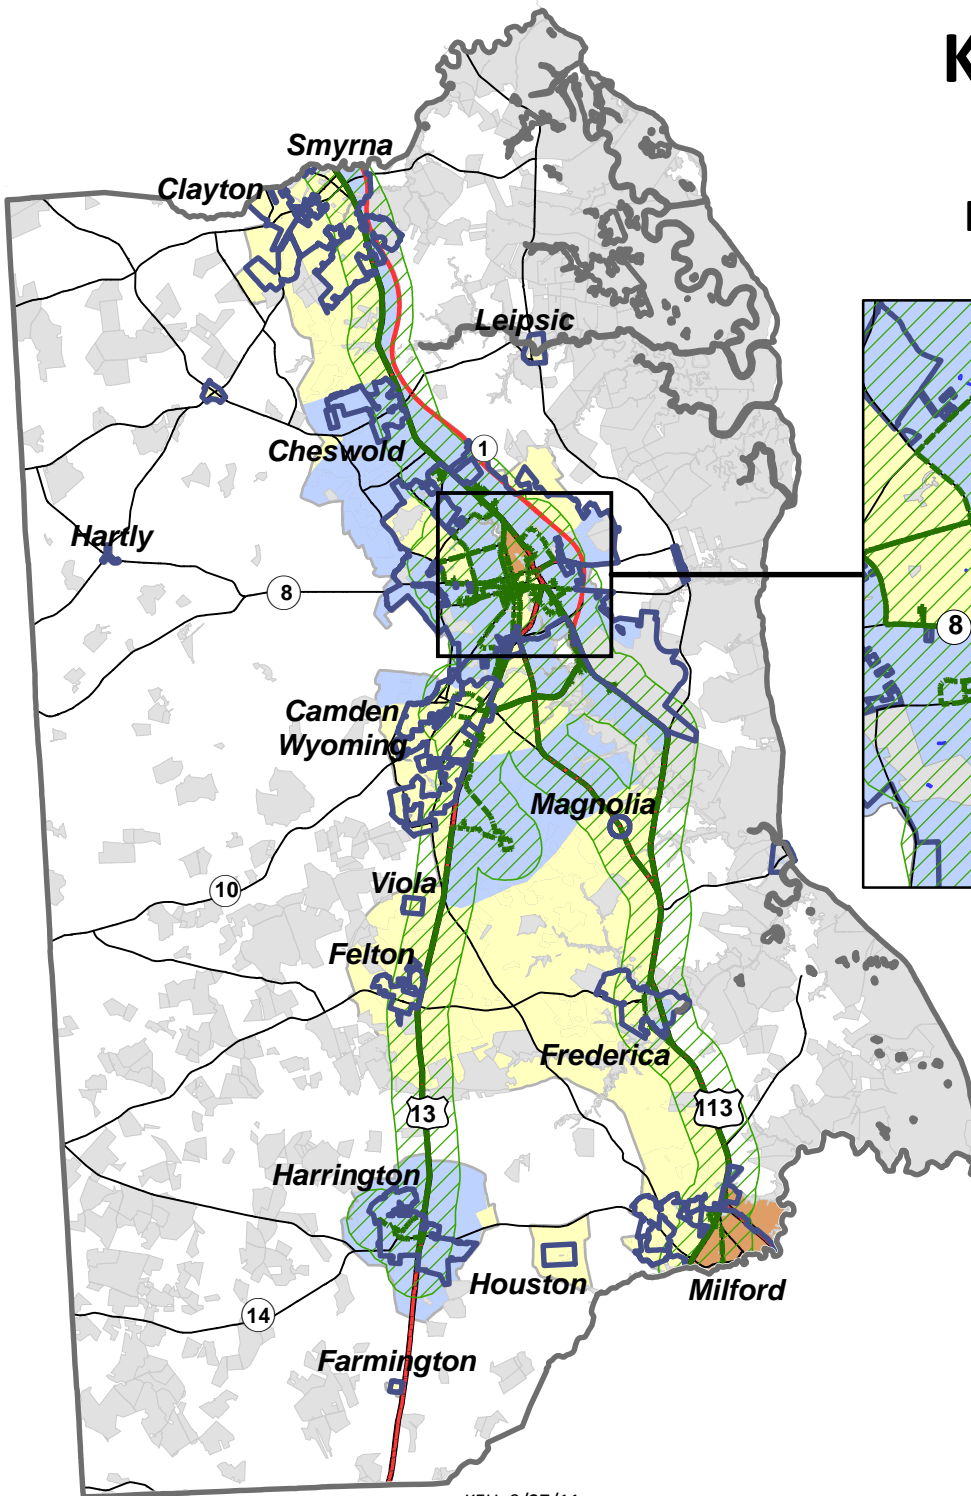 K
Smyrna
Clayton
Leipsic
Cheswold
1
Hartly
8
8
Camden
Wyoming
Magnolia
10
Viola
Felton
Frederica
13
113
Harrington
Houston
Milford
14
Farmington